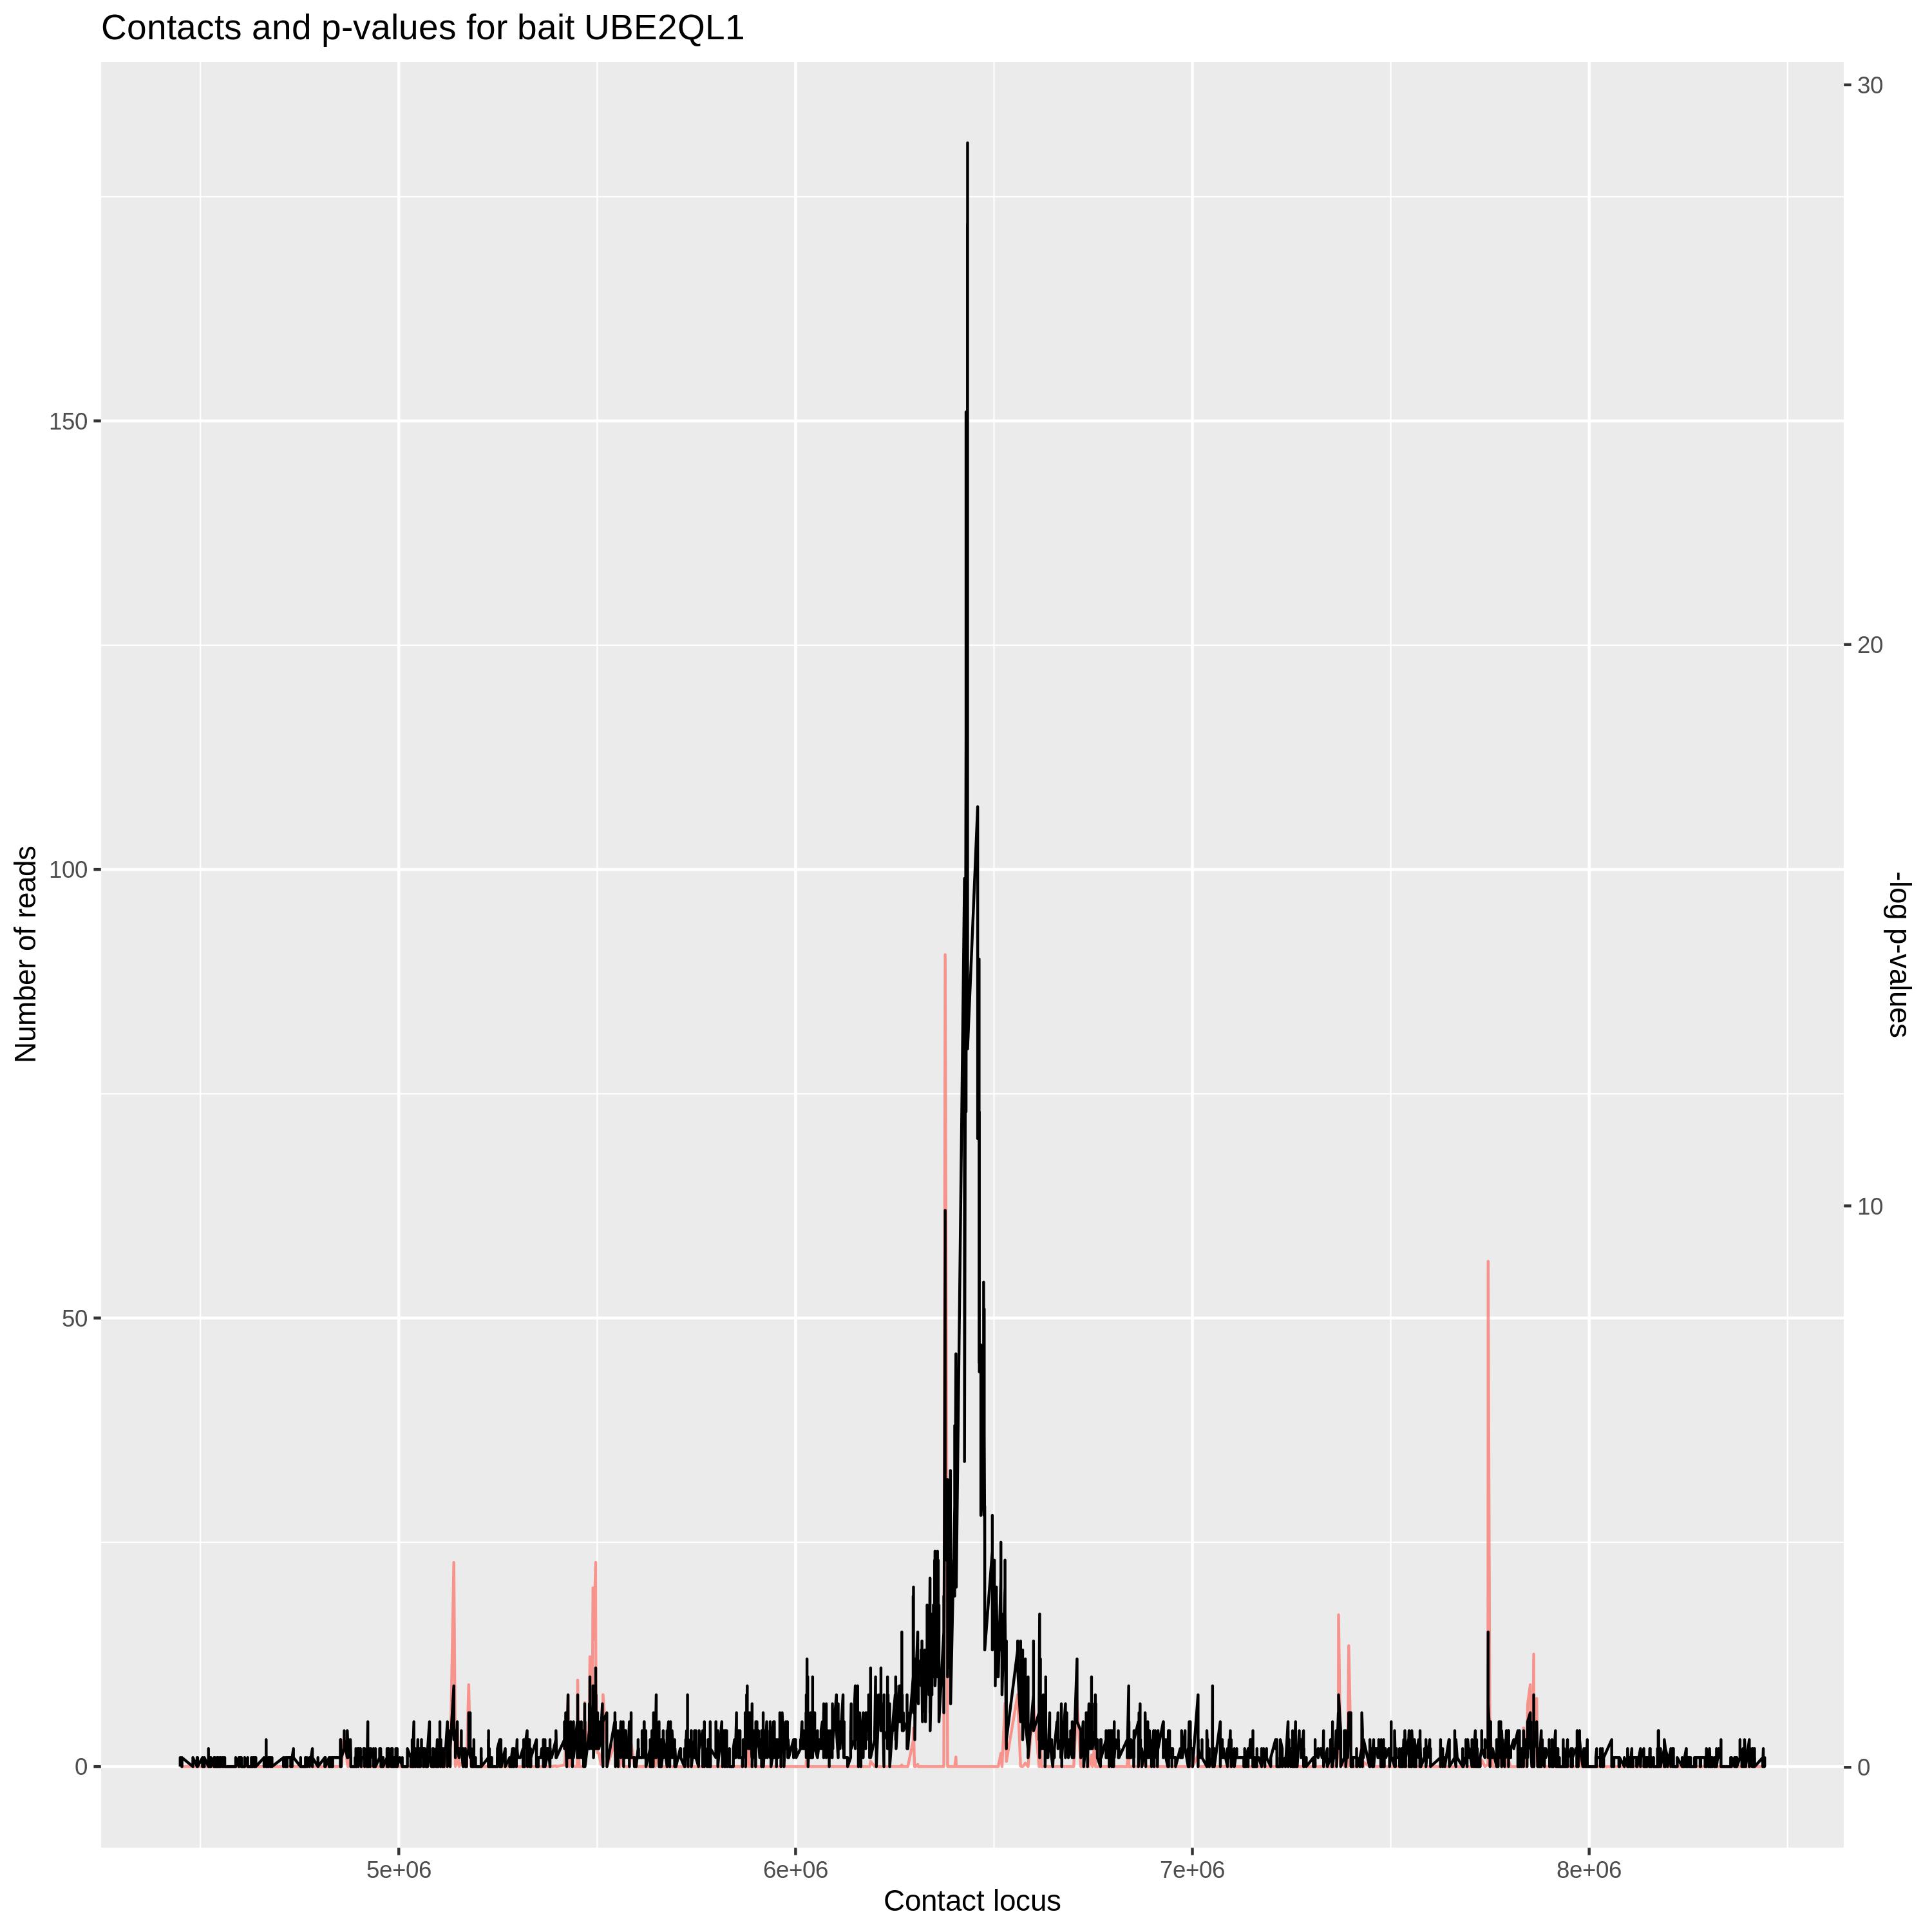 Contacts and p-values for bait UBE2QL1
Number of reads
150
100
50
0
30
20
10
0
-log p-values
5e+06
6e+06
7e+06
8e+06
Contact locus